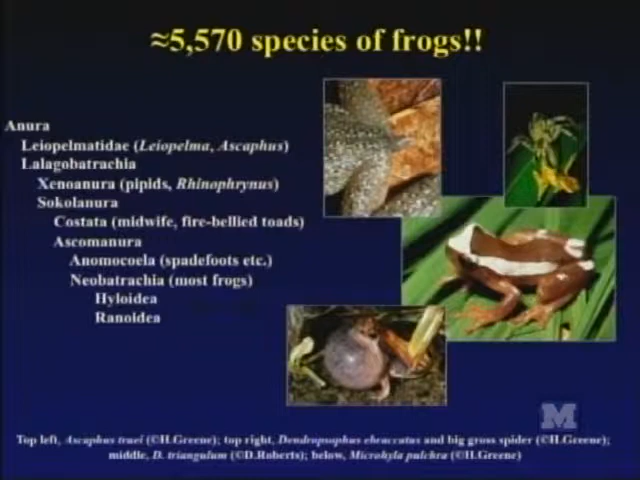 ≈5,570 species of frogs!!
Anura
Leiopelmatidae (Leiopelma, Ascaphus)
Lalagobatrachia
Xenoanura (pipids, Rhinophrynus)
Sokolanura
Costata (midwife, fire-bellied toads)
Ascomanura
Anomocoela (spadefoots etc.)
Neobatrachia (most frogs)
Hyloidea
Ranoidea
M
Top left, Ascaphus truei (©H.Greene); top right, Dendropsophus ebraccatus and big gross spider (©H.Greene);
middle, D. triangulum (©D.Roberts); below, Microhyla pulchra (©H.Greene)